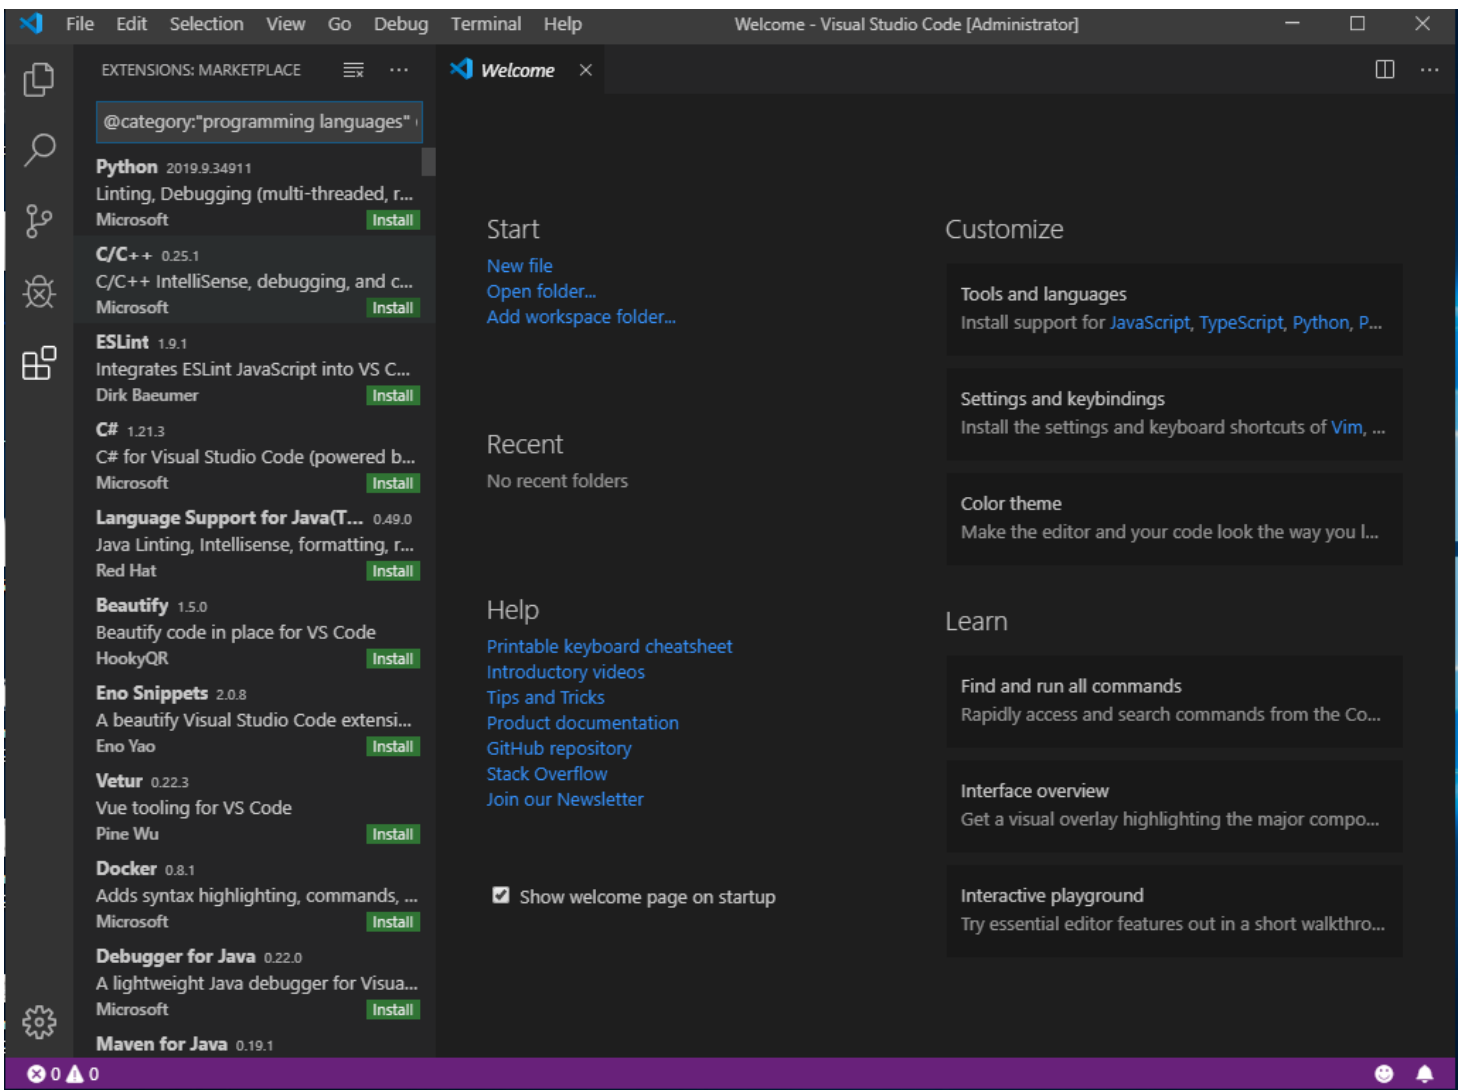 File Edit Selection View Go Debug Terminal Help Welcome - Visual Studio Code [Administrator]
EXTENSIONS: MARKETPLACE
Welcome
@category:"programming languages"
Python 2019.9.34911
Linting, Debugging (multi-threaded, r...
Microsoft Install
C/C++ 0.25.1
C/C++ IntelliSense, debugging, and c...
Microsoft Install
ESLint 1.9.1
Integrates ESLint JavaScript into VS C...
Dirk Baeumer Install
C# 1.21.3
C# for Visual Studio Code (powered b...
Microsoft Install
Language Support for Java(T... 0.49.0
Java Linting, Intellisense, formatting, r...
Red Hat Install
Beautify 1.5.0
Beautify code in place for VS Code
HookyQR Install
Eno Snippets 2.0.8
A beautify Visual Studio Code extensi...
Eno Yao Install
Vetur 0.22.3
Vue tooling for VS Code
Pine Wu Install
Docker 0.8.1
Adds syntax highlighting, commands, ...
Microsoft Install
Debugger for Java 0.22.0
A lightweight Java debugger for Visua...
Microsoft Install
Maven for Java 0.19.1
Start
New file
Open folder...
Add workspace folder...
Recent
No recent folders
Help
Printable keyboard cheatsheet
Introductory videos
Tips and Tricks
Product documentation
GitHub repository
Stack Overflow
Join our Newsletter
Show welcome page on startup
Customize
Tools and languages
Install support for JavaScript, TypeScript, Python, P...
Settings and keybindings
Install the settings and keyboard shortcuts of Vim, ...
Color theme
Make the editor and your code look the way you l...
Learn
Find and run all commands
Rapidly access and search commands from the Co...
Interface overview
Get a visual overlay highlighting the major compo...
Interactive playground
Try essential editor features out in a short walkthro...
0 0